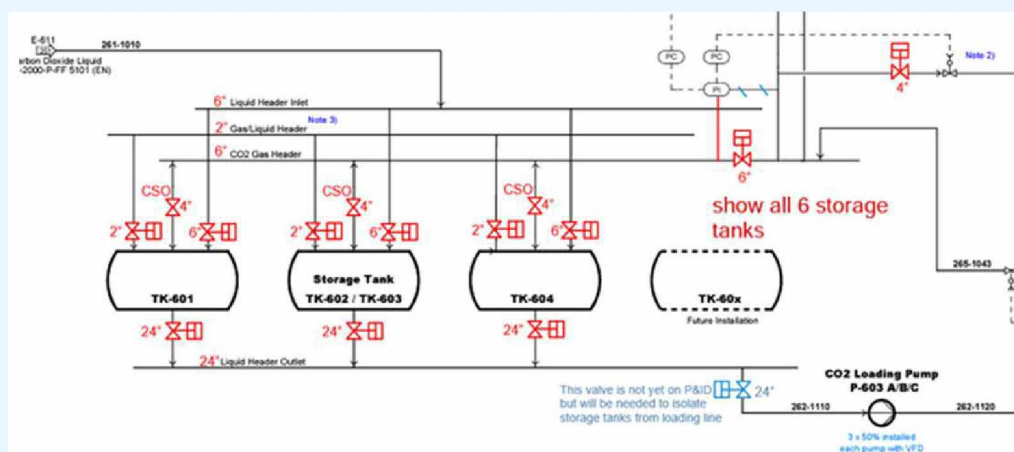 E-611
261-1010
arbon Dioxide Liquid
-2000-P-FF 5101 (EN)
PC
PC
PI
Note 2)
4"
6" Liquid Header Inlet
2" Gas/Liquid Header
Note 3)
6" CO2 Gas Header
6"
CSO
4"
CSO
4"
CSO
4"
show all 6 storage
tanks
2"
6"
2"
6"
2"
6"
265-1043
TK-601
Storage Tank
TK-602 / TK-603
TK-604
TK-60x
Future Installation
24"
24"
24"
24" Liquid Header Outlet
This valve is not yet on P&ID
but will be needed to isolate
storage tanks from loading line
24"
CO2 Loading Pump
P-603 A/B/C
262-1110
262-1120
3 x 50% installed
each pump with VFD